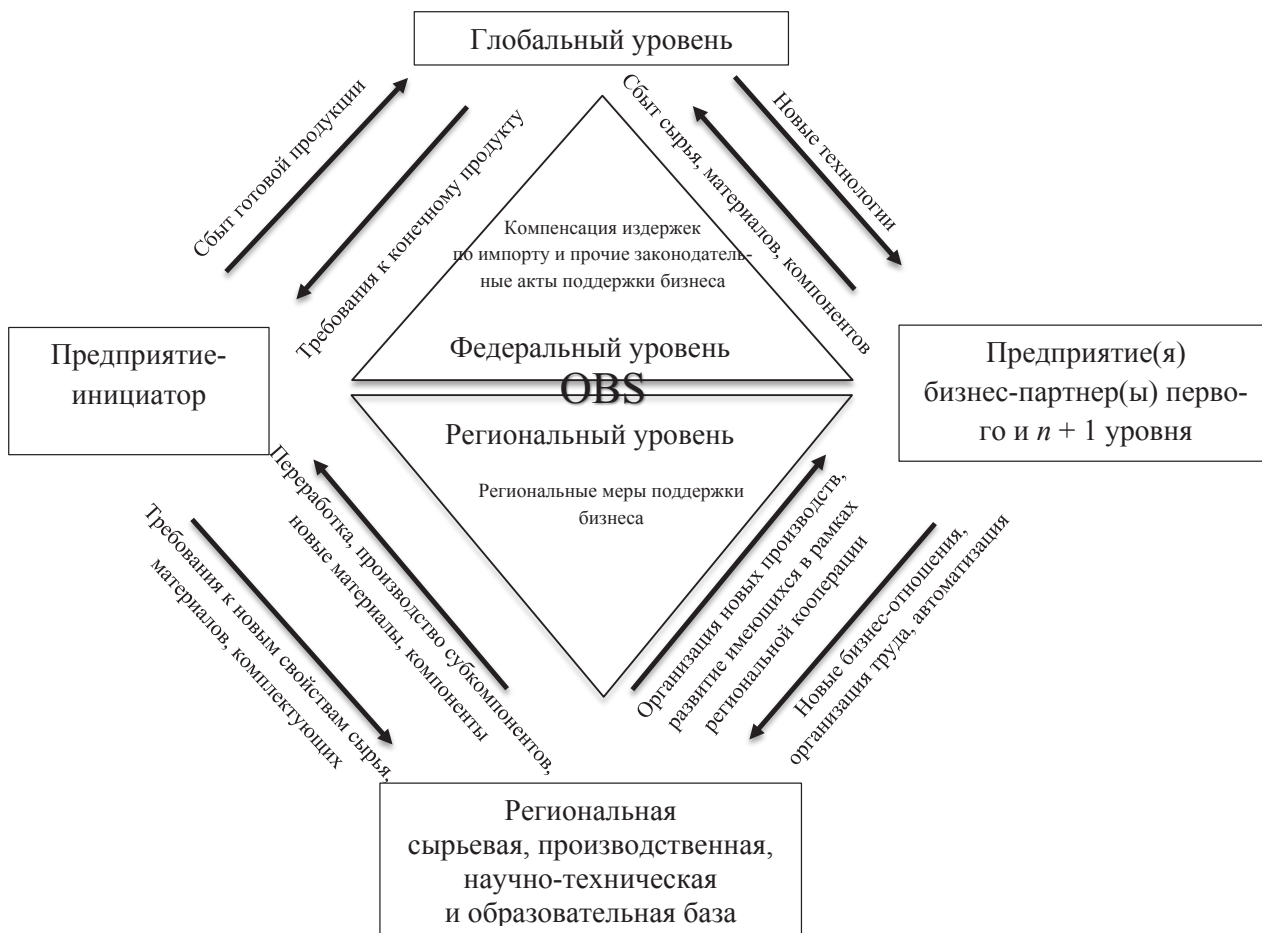 Глобальный уровень
Сбыт готовой продукции
Требования к конечному продукту
Сбыт сырья, материалов, компонентов
Новые технологии
Компенсация издержек
по импорту и прочие законодатель-
ные акты поддержки бизнеса
Федеральный уровень
OBS
Предприятие-
инициатор
Предприятие(я)
бизнес-партнер(ы) перво-
го и n + 1 уровня
Региональный уровень
Региональные меры поддержки
бизнеса
Требования к новым свойствам сырья,
материалов, комплектующих
Переработка, производство субкомпонентов,
новые материалы, компоненты
Организация новых производств,
развитие имеющихся в рамках
региональной кооперации
Новые бизнес-отношения,
организация труда, автоматизация
Региональная
сырьевая, производственная,
научно-техническая
и образовательная база